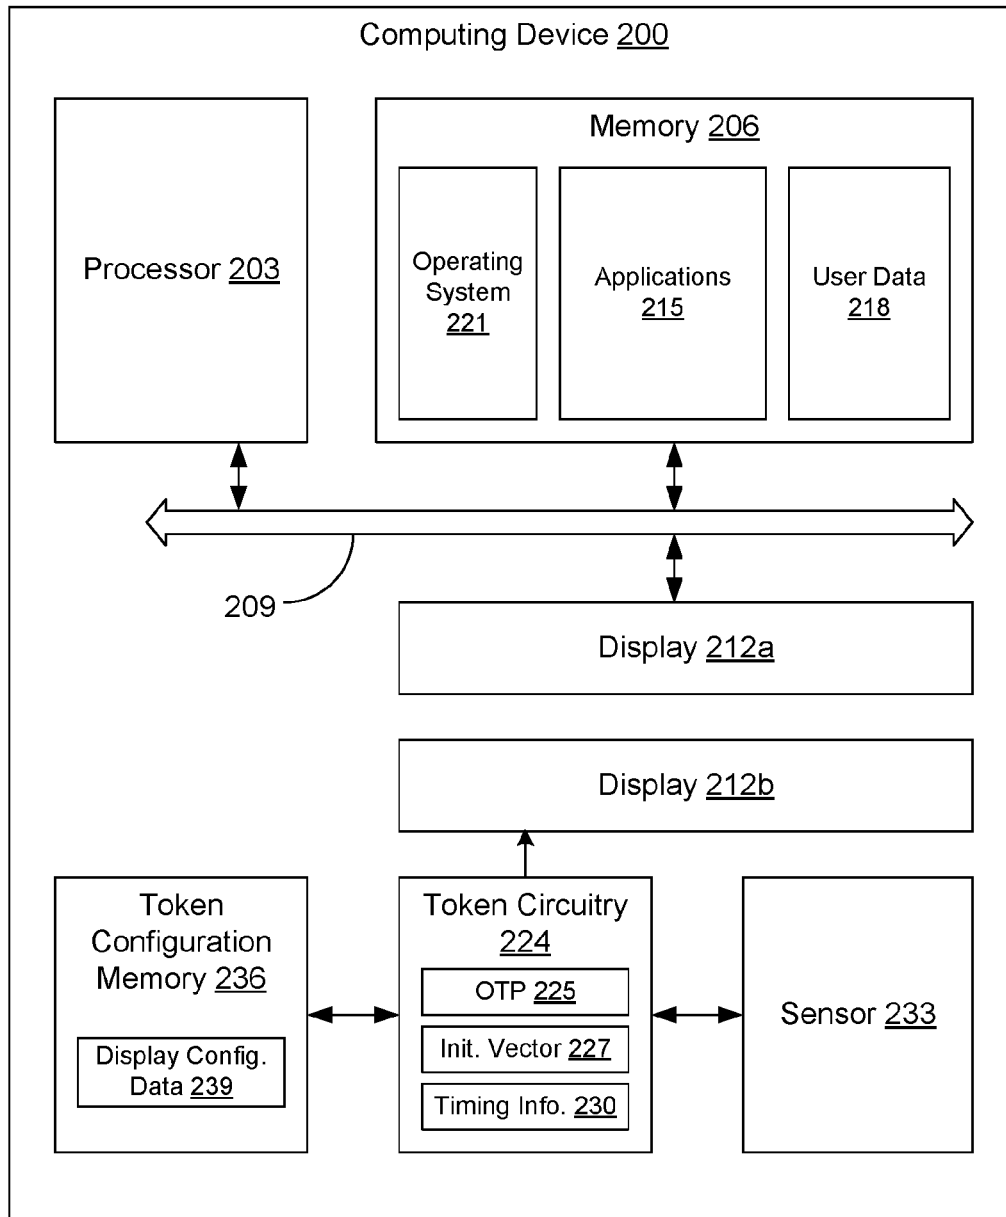 Computing Device 200
Processor 203
Memory 206
Operating
System
221
Applications
215
User Data
218
209
Display 212a
Display 212b
Token
Configuration
Memory 236
Display Config.
Data 239
Token Circuitry
224
OTP 225
Init. Vector 227
Timing Info. 230
Sensor 233